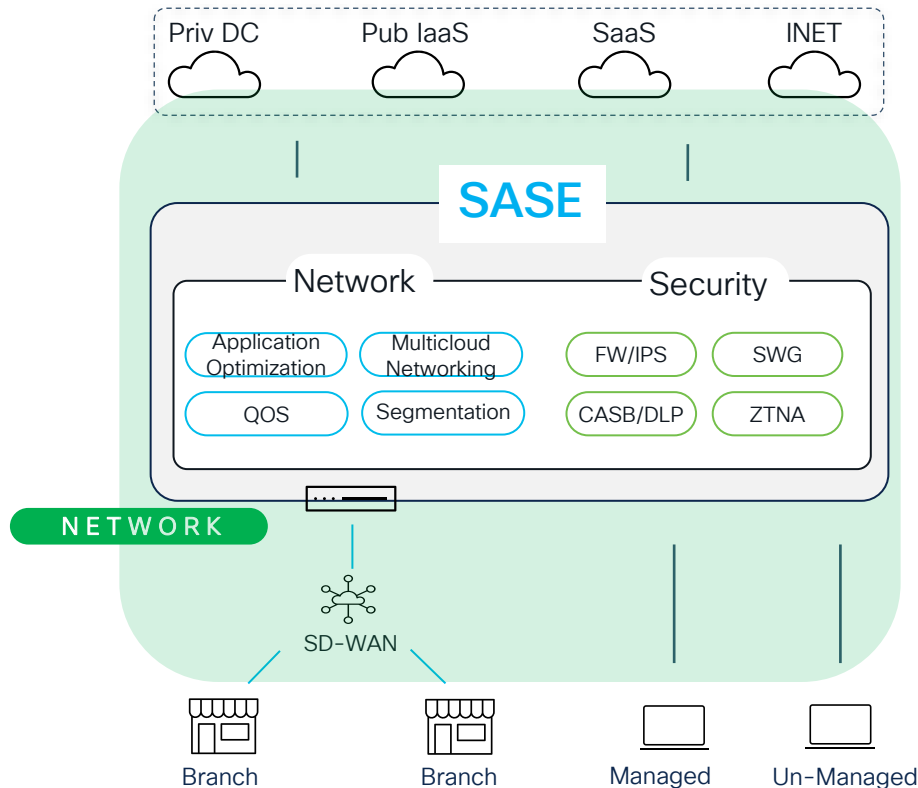 Priv DC
Pub IaaS
SaaS
INET
SASE
Network
Security
Application
Optimization
Multicloud
Networking
FW/IPS
SWG
QOS
Segmentation
CASB/DLP
ZTNA
NETWORK
SD-WAN
Branch
Branch
Managed
Un-Managed